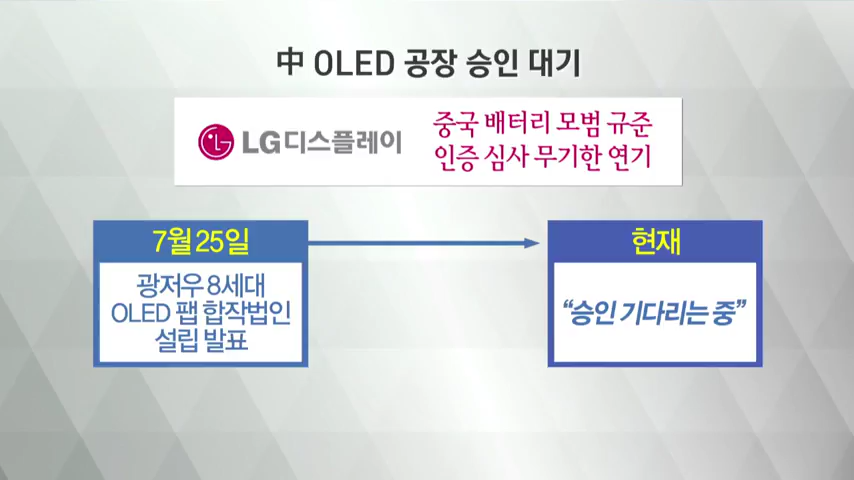 中 OLED 공장 승인 대기
LG디스플레이
중국 배터리 모범 규준
인증 심사 무기한 연기
7월 25일
광저우 8세대
OLED 팹 합작법인
설립 발표
현재
“승인 기다리는 중”